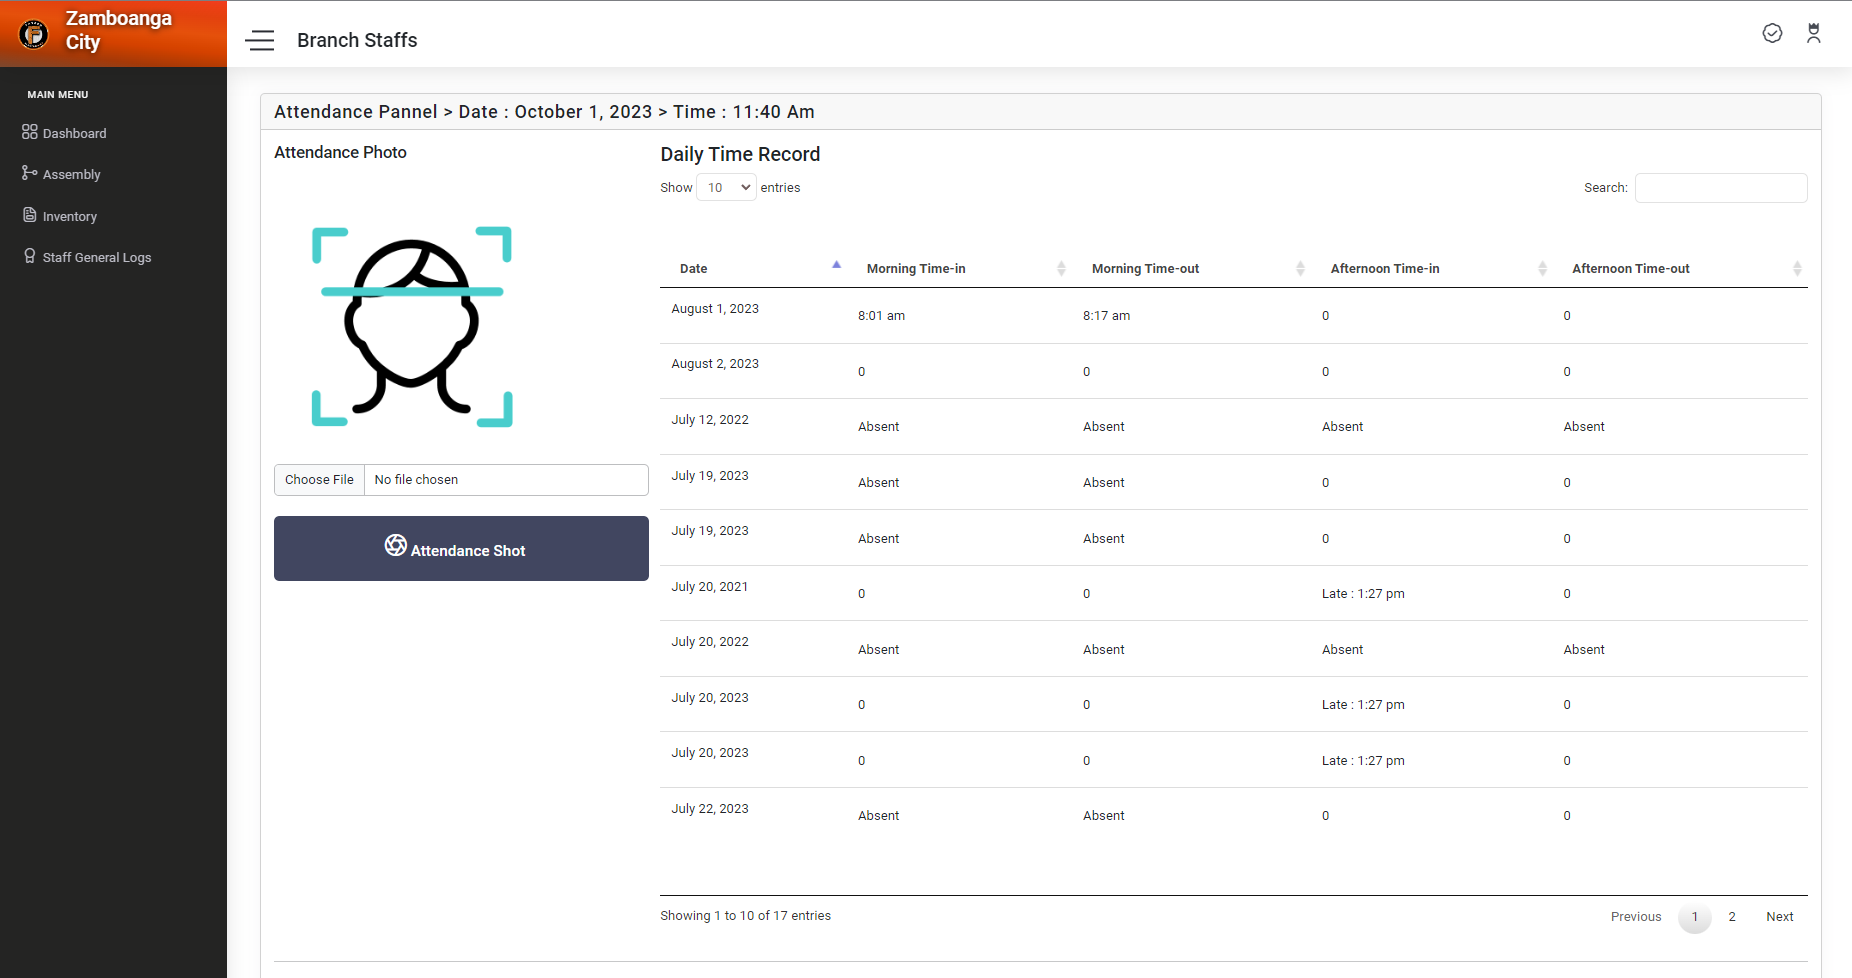 Zamboanga
City
Branch Staffs
MAIN MENU
Dashboard
Assembly
Inventory
Staff General Logs
Attendance Pannel > Date : October 1, 2023 > Time : 11:40 Am
Attendance Photo
Choose File No file chosen
Attendance Shot
Daily Time Record
Show 10 entries Search:
Date Morning Time-in Morning Time-out Afternoon Time-in Afternoon Time-out
August 1, 2023 8:01 am 8:17 am 0 0
August 2, 2023 0 0 0 0
July 12, 2022 Absent Absent Absent Absent
July 19, 2023 Absent Absent 0 0
July 19, 2023 Absent Absent 0 0
July 20, 2021 0 0 Late : 1:27 pm 0
July 20, 2022 Absent Absent Absent Absent
July 20, 2023 0 0 Late : 1:27 pm 0
July 20, 2023 0 0 Late : 1:27 pm 0
July 22, 2023 Absent Absent 0 0
Showing 1 to 10 of 17 entries Previous 1 2 Next